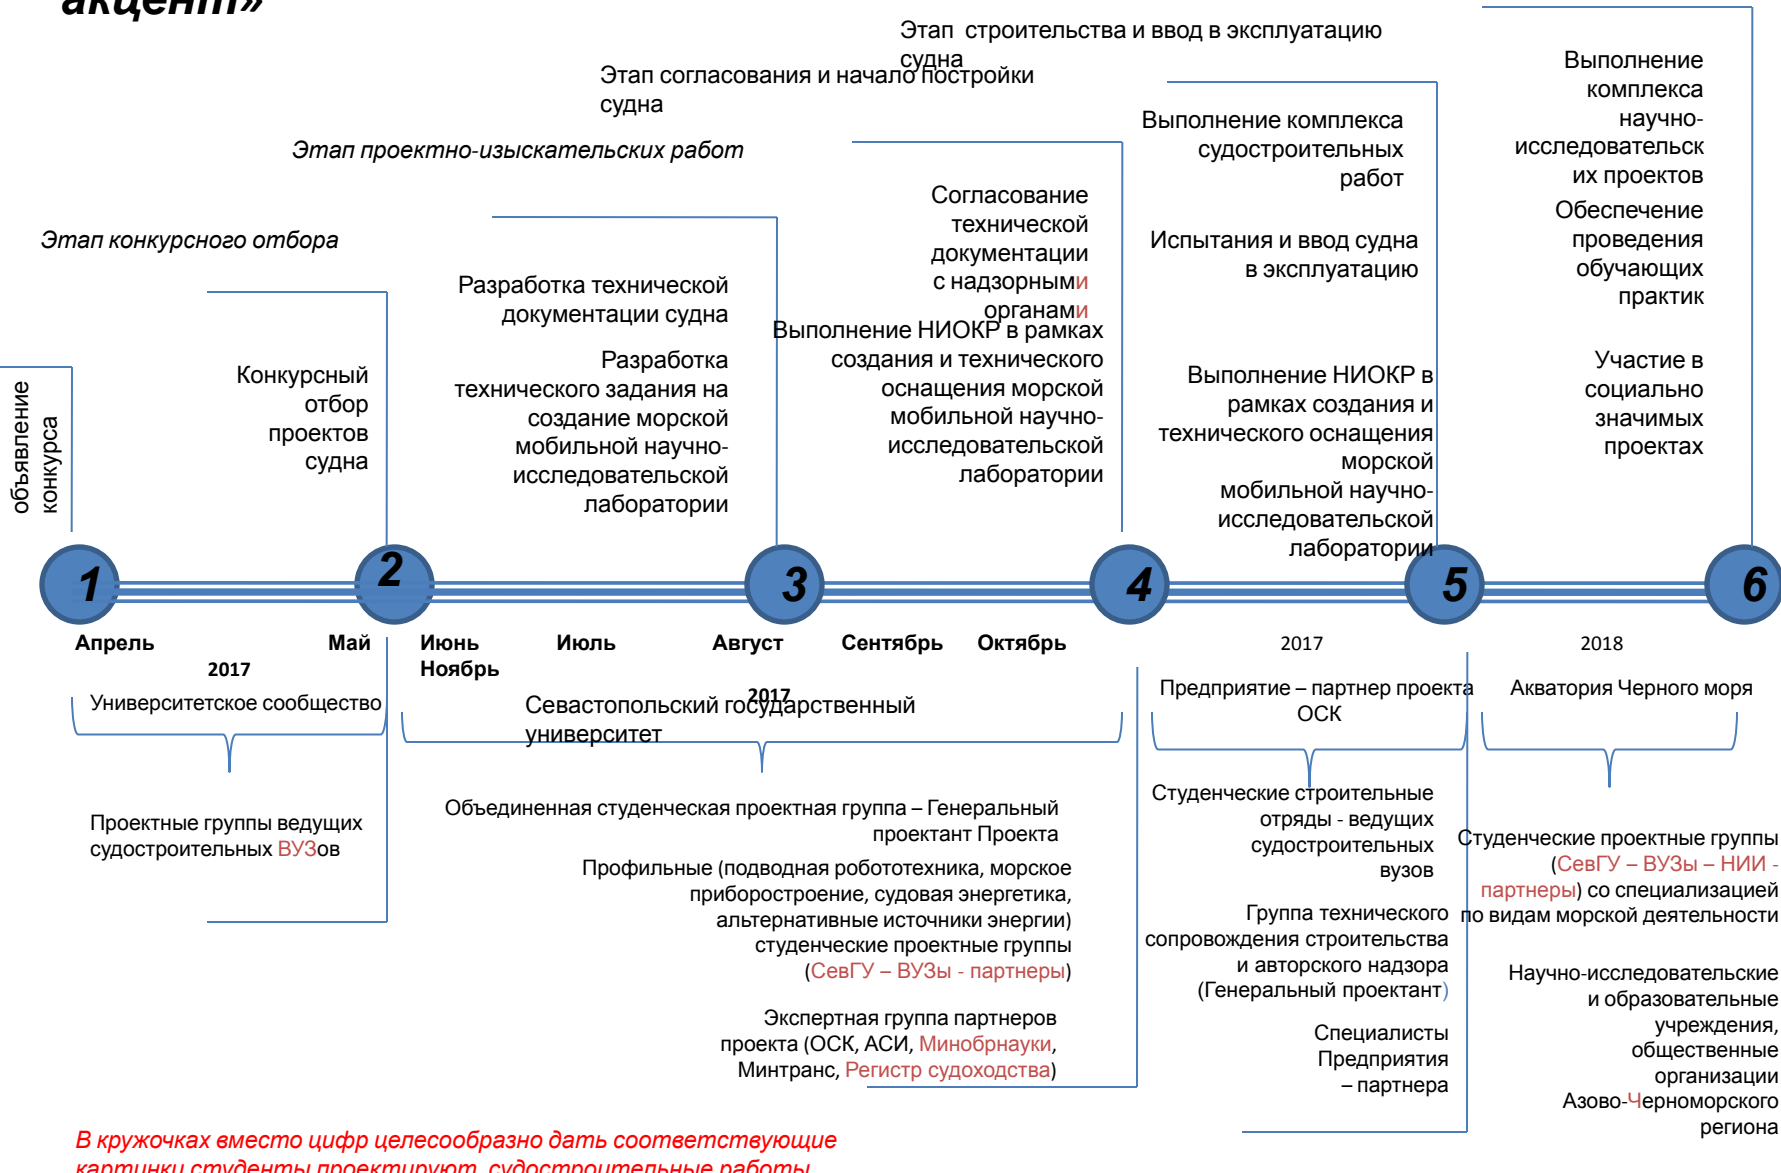 акцент»
Этап строительства и ввод в эксплуатацию
судна
Этап согласования и начало постройки
судна
Этап проектно-изыскательских работ
Этап конкурсного отбора
объявление
конкурса
Конкурсный
отбор
проектов
судна
Разработка технической
документации судна
Разработка
технического задания на
создание морской
мобильной научно-
исследовательской
лаборатории
Согласование
технической
документации
с надзорными
органами
Выполнение НИОКР в рамках
создания и технического
оснащения морской
мобильной научно-
исследовательской
лаборатории
Выполнение комплекса
судостроительных
работ
Испытания и ввод судна
в эксплуатацию
Выполнение НИОКР в
рамках создания и
технического оснащения
морской
мобильной научно-
исследовательской
лаборатории
Выполнение
комплекса
научно-
исследовательск
их проектов
Обеспечение
проведения
обучающих
практик
Участие в
социально
значимых
проектах
1
2
3
4
5
6
Апрель Май
2017
Июнь Июль Август Сентябрь Октябрь
Ноябрь
2017
2017
2018
Университетское сообщество
Севастопольский государственный
университет
Предприятие – партнер проекта
ОСК
Акватория Черного моря
Проектные группы ведущих
судостроительных ВУЗов
Объединенная студенческая проектная группа – Генеральный
проектант Проекта
Профильные (подводная робототехника, морское
приборостроение, судовая энергетика,
альтернативные источники энергии)
студенческие проектные группы
(СевГУ – ВУЗы - партнеры)
Экспертная группа партнеров
проекта (ОСК, АСИ, Минобрнауки,
Минтранс, Регистр судоходства)
Студенческие строительные
отряды - ведущих
судостроительных
вузов
Группа технического
сопровождения строительства
и авторского надзора
(Генеральный проектант)
Специалисты
Предприятия
– партнера
Студенческие проектные группы
(СевГУ – ВУЗы – НИИ -
партнеры) со специализацией
по видам морской деятельности
Научно-исследовательские
и образовательные
учреждения,
общественные
организации
Азово-Черноморского
региона
В кружочках вместо цифр целесообразно дать соответствующие
картинки студенты проектируют, судостроительные работы